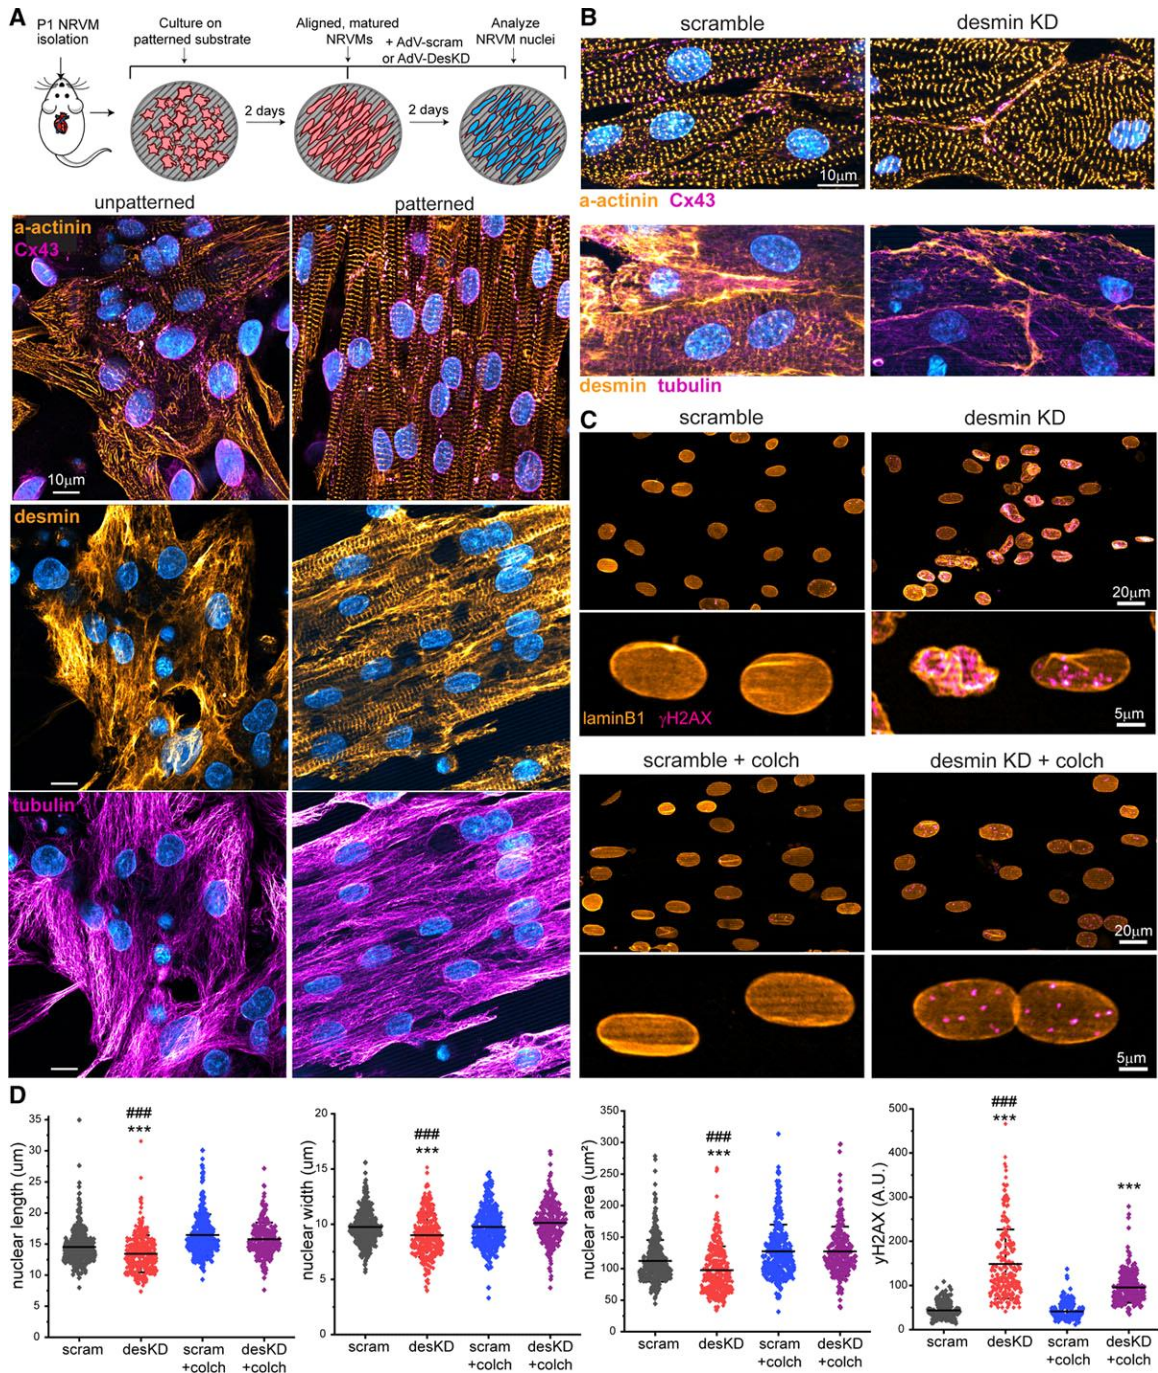 A
P1 NRVM
isolation
Culture on
patterned substrate
Aligned, matured
NRVMs
+ AdV-scram
or AdV-DesKD
Analyze
NRVM nuclei
2 days
2 days
unpatterned
patterned
a-actinin
Cx43
10µm
desmin
tubulin
B
scramble
desmin KD
10µm
a-actinin Cx43
desmin tubulin
C
scramble
desmin KD
20µm
laminB1 γH2AX
5µm
scramble + colch
desmin KD + colch
20µm
5µm
D
nuclear length (um)
35
30
25
20
15
10
5
0
###
***
scram
desKD
scram
+colch
desKD
+colch
nuclear width (um)
20
15
10
5
0
###
***
scram
desKD
scram
+colch
desKD
+colch
nuclear area (um²)
350
300
250
200
150
100
50
0
###
***
scram
desKD
scram
+colch
desKD
+colch
yH2AX (A.U.)
500
400
300
200
100
0
###
***
***
scram
desKD
scram
+colch
desKD
+colch